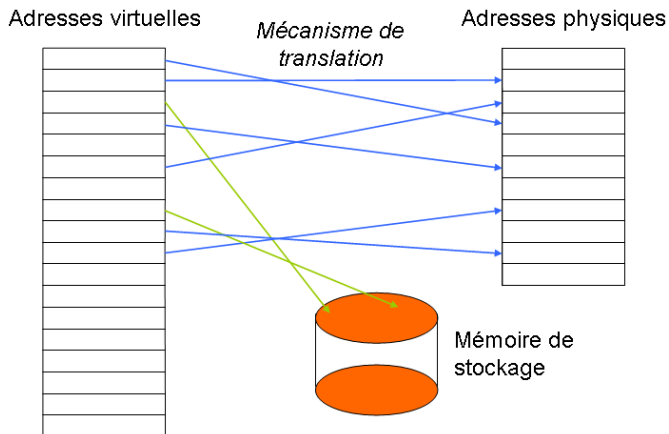 Adresses virtuelles
Mécanisme de
translation
Adresses physiques
Mémoire de
stockage